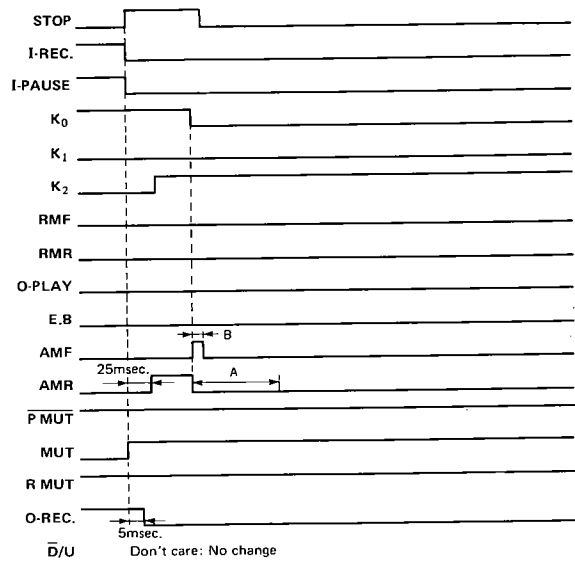 STOP
I-REC.
I-PAUSE
K0
K1
K2
RMF
RMR
O-PLAY
E.B
B
AMF
25msec.
A
AMR
P MUT
MUT
R MUT
O-REC.
5msec.
D/U Don't care: No change